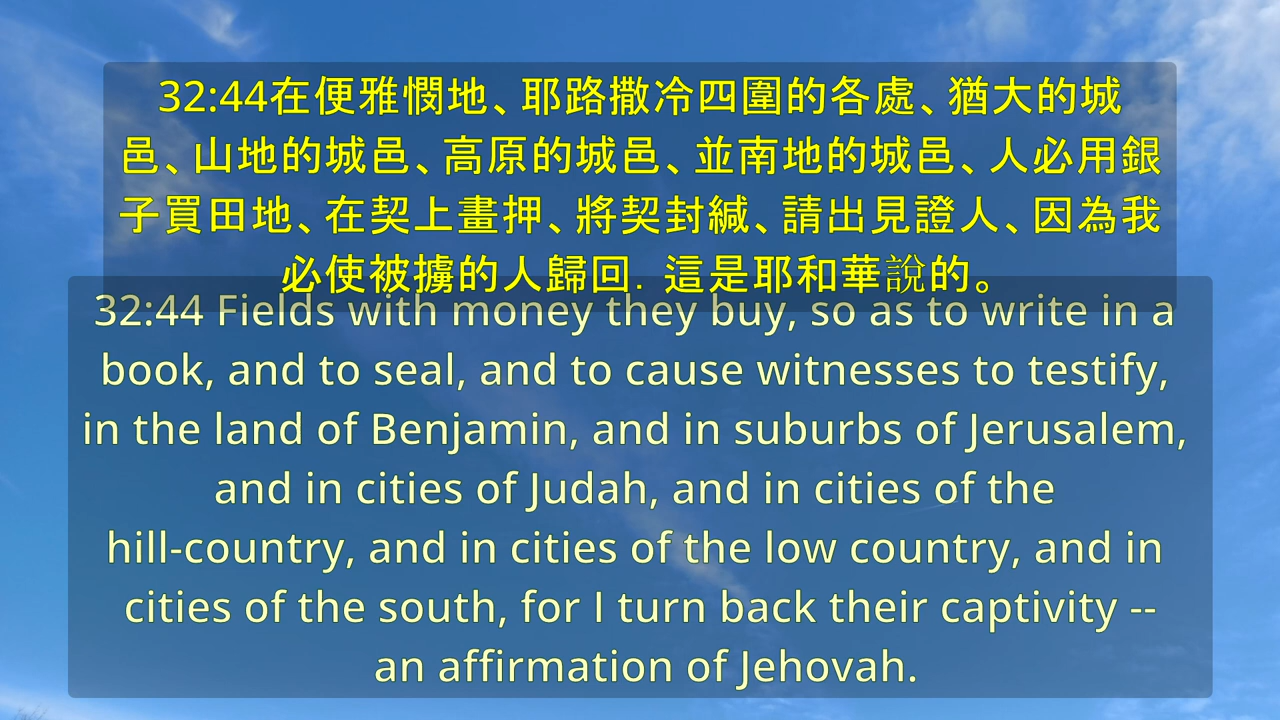 32:44在便雅憫地、耶路撒冷四圍的各處、猶大的城
邑、山地的城邑、高原的城邑、並南地的城邑、人必用銀
子買田地、在契上畫押、將契封緘、請出見證人、因為我
必使被擄的人歸回．這是耶和華說的。
32:44 Fields with money they buy, so as to write in a
book, and to seal, and to cause witnesses to testify,
in the land of Benjamin, and in suburbs of Jerusalem,
and in cities of Judah, and in cities of the
hill-country, and in cities of the low country, and in
cities of the south, for I turn back their captivity --
an affirmation of Jehovah.